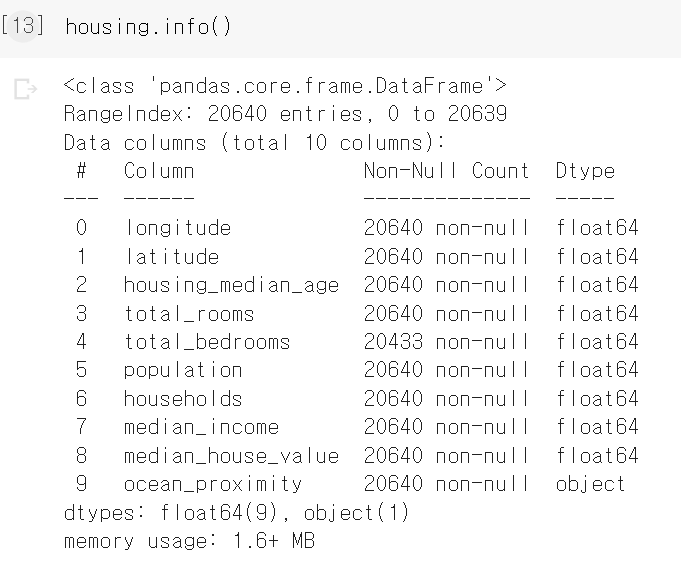 [13] housing.info()
<class 'pandas.core.frame.DataFrame'>
RangeIndex: 20640 entries, 0 to 20639
Data columns (total 10 columns):
 #   Column              Non-Null Count  Dtype
---  ------              --------------  -----
 0   longitude           20640 non-null  float64
 1   latitude            20640 non-null  float64
 2   housing_median_age  20640 non-null  float64
 3   total_rooms         20640 non-null  float64
 4   total_bedrooms      20433 non-null  float64
 5   population          20640 non-null  float64
 6   households          20640 non-null  float64
 7   median_income       20640 non-null  float64
 8   median_house_value  20640 non-null  float64
 9   ocean_proximity     20640 non-null  object
dtypes: float64(9), object(1)
memory usage: 1.6+ MB